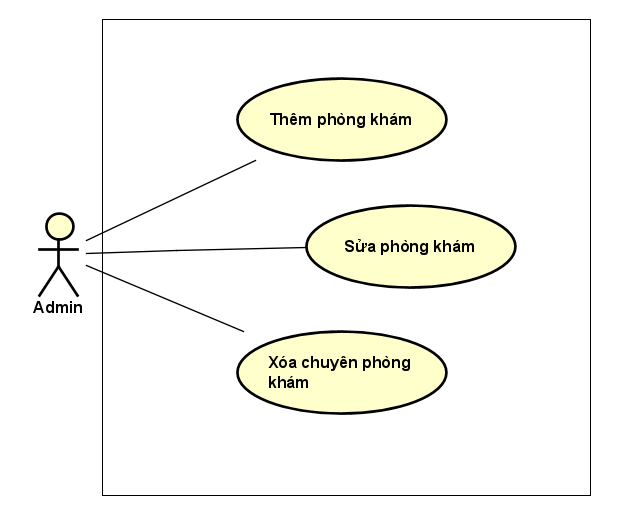 Thêm phòng khám
Sửa phòng khám
Admin
Xóa chuyên phòng
khám